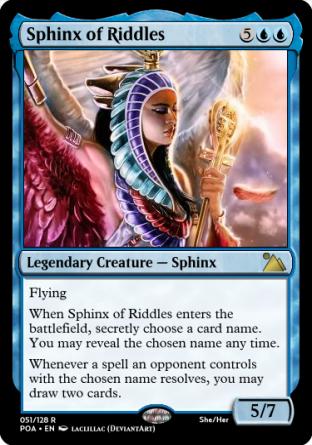 Sphinx of Riddles 5
Legendary Creature — Sphinx
Flying
When Sphinx of Riddles enters the
battlefield, secretly choose a card name.
You may reveal the chosen name any time.
Whenever a spell an opponent controls
with the chosen name resolves, you may
draw two cards.
051/128 R She/Her
POA • EN LACLILLAC (DEVIANTART)
5/7